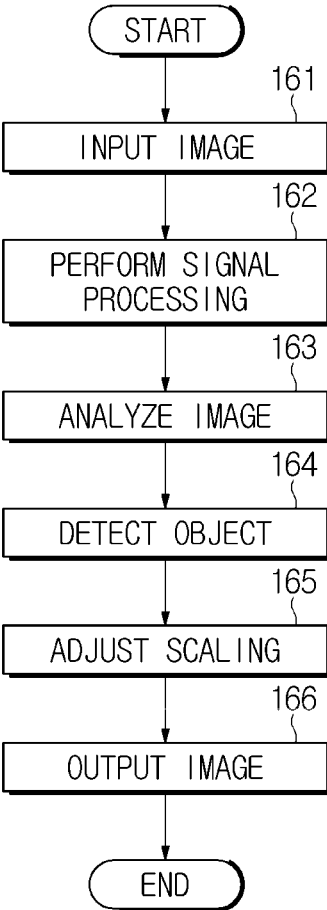 START
161
INPUT IMAGE
162
PERFORM SIGNAL
PROCESSING
163
ANALYZE IMAGE
164
DETECT OBJECT
165
ADJUST SCALING
166
OUTPUT IMAGE
END